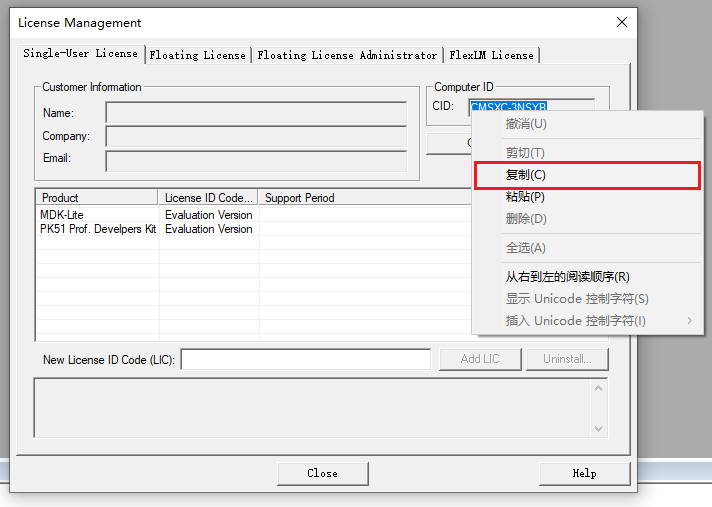 License Management
Single-User License
Floating License
Floating License Administrator
FlexLM License
Customer Information
Name:
Company:
Email:
Computer ID
CID:
CMSXC-3NSYB
撤消(U)
剪切(T)
复制(C)
粘贴(P)
删除(D)
全选(A)
从右到左的阅读顺序(R)
显示 Unicode 控制字符(S)
插入 Unicode 控制字符(I)
Product License ID Code... Support Period
MDK-Lite Evaluation Version
PK51 Prof. Develpers Kit Evaluation Version
New License ID Code (LIC):
Add LIC
Uninstall...
Close
Help